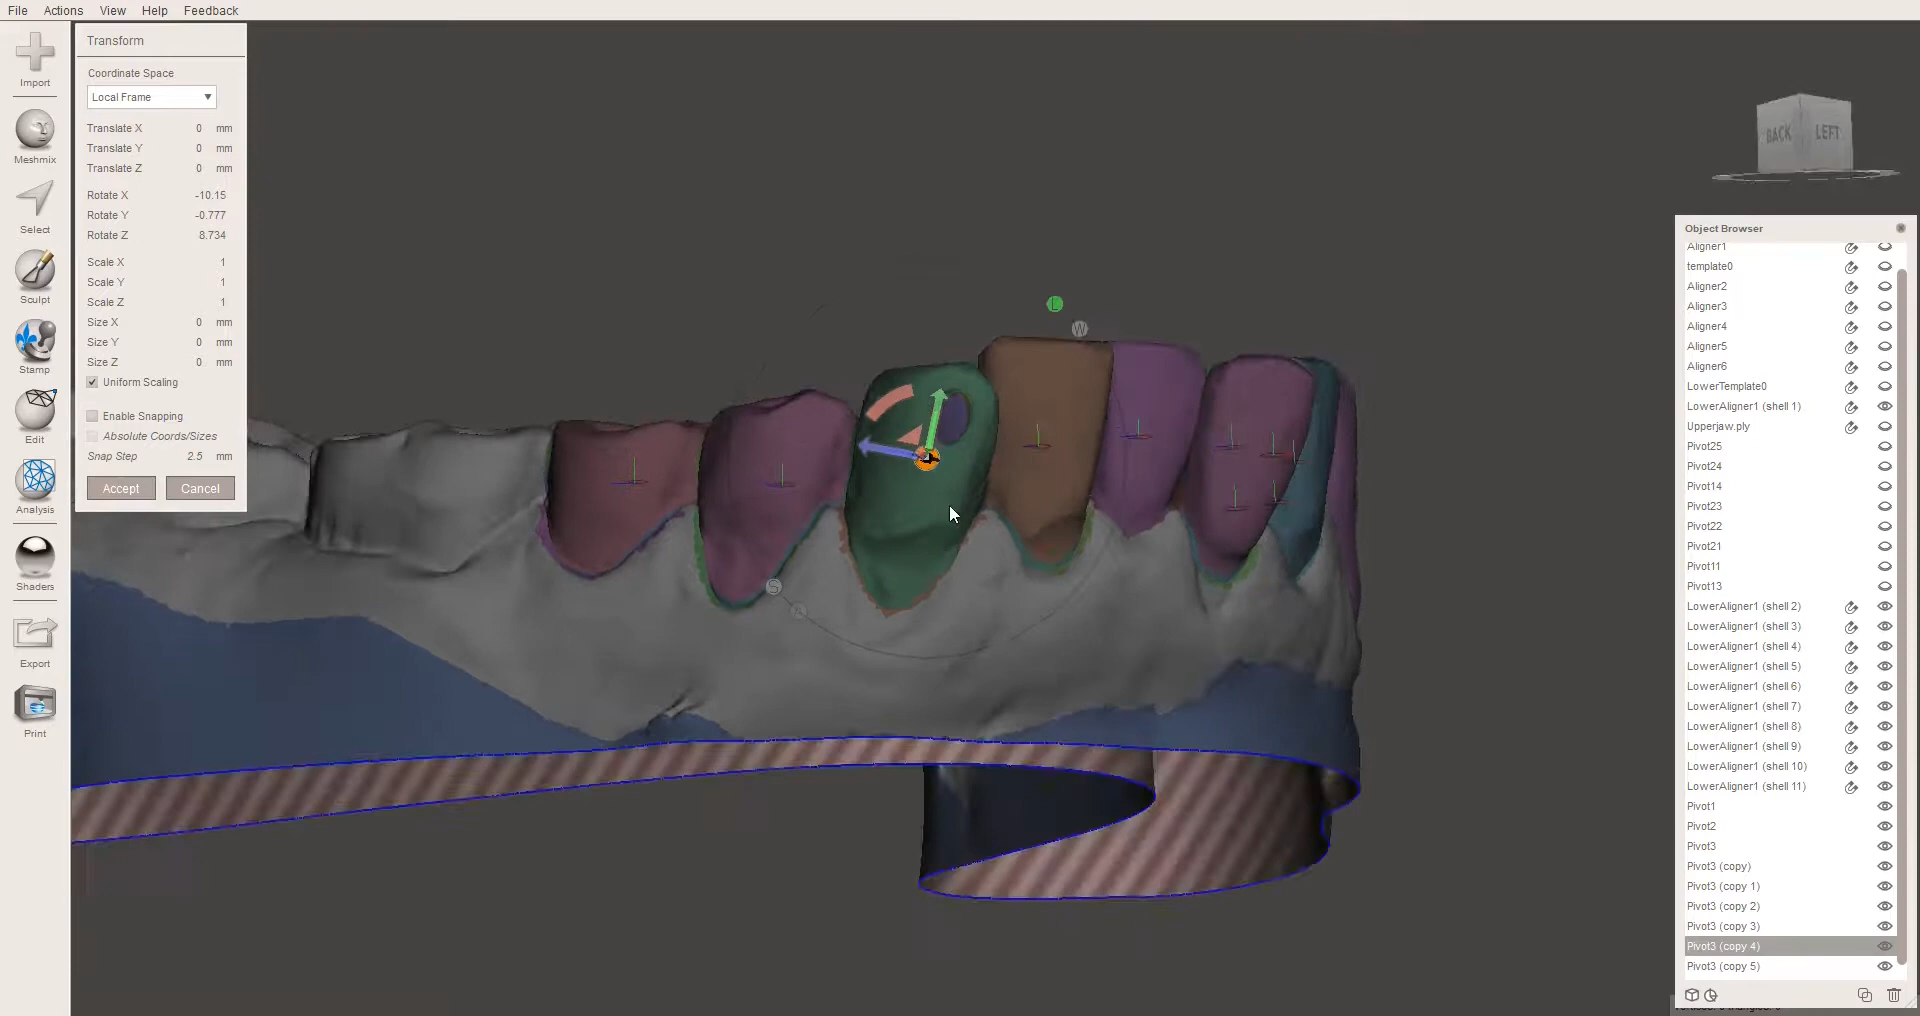 File Actions View Help Feedback
Import
Meshmix
Select
Sculpt
Stamp
Edit
Analysis
Shaders
Export
Print
Transform
Coordinate Space
Local Frame
Translate X 0 mm
Translate Y 0 mm
Translate Z 0 mm
Rotate X -10.15
Rotate Y -0.777
Rotate Z 8.734
Scale X 1
Scale Y 1
Scale Z 1
Size X 0 mm
Size Y 0 mm
Size Z 0 mm
Uniform Scaling
Enable Snapping
Absolute Coords/Sizes
Snap Step 2.5 mm
Accept Cancel
L
W
S
BACK LEFT
Object Browser
Aligner1
template0
Aligner2
Aligner3
Aligner4
Aligner5
Aligner6
LowerTemplate0
LowerAligner1 (shell 1)
Upperjaw.ply
Pivot25
Pivot24
Pivot14
Pivot23
Pivot22
Pivot21
Pivot11
Pivot13
LowerAligner1 (shell 2)
LowerAligner1 (shell 3)
LowerAligner1 (shell 4)
LowerAligner1 (shell 5)
LowerAligner1 (shell 6)
LowerAligner1 (shell 7)
LowerAligner1 (shell 8)
LowerAligner1 (shell 9)
LowerAligner1 (shell 10)
LowerAligner1 (shell 11)
Pivot1
Pivot2
Pivot3
Pivot3 (copy)
Pivot3 (copy 1)
Pivot3 (copy 2)
Pivot3 (copy 3)
Pivot3 (copy 4)
Pivot3 (copy 5)